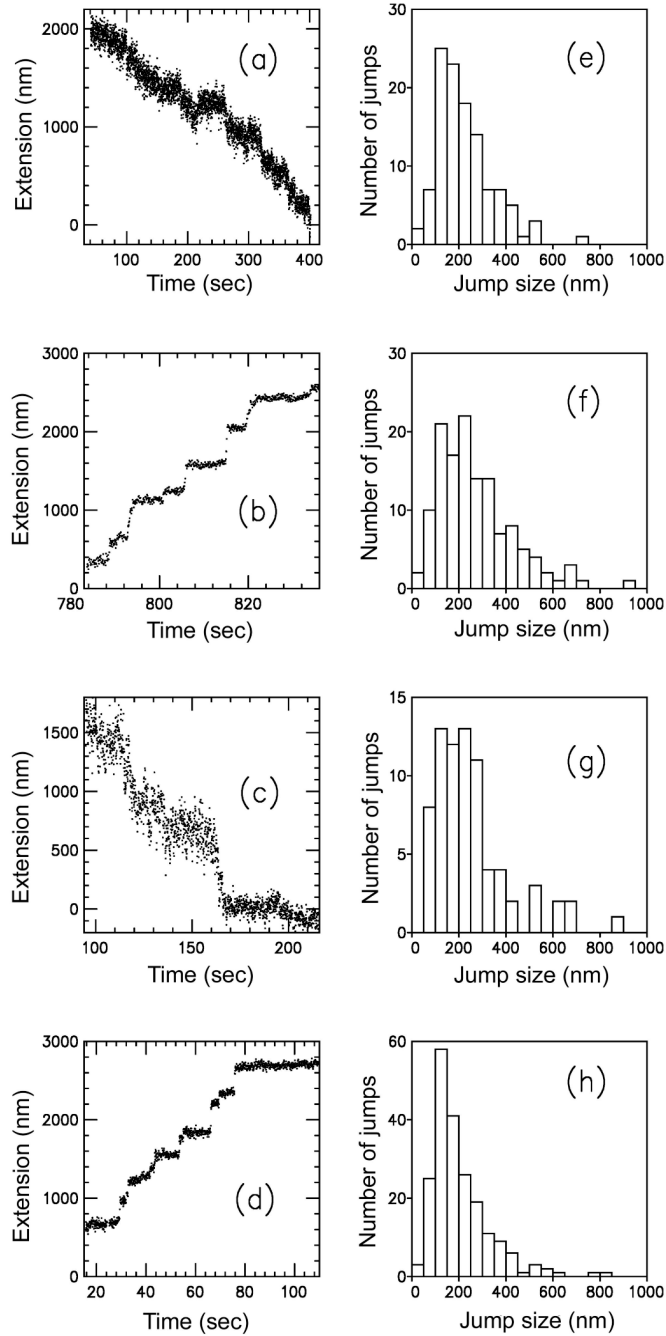 2000
1000
0
Extension (nm)
(a)
100 200 300 400
Time (sec)
30
20
10
0
Number of jumps
(e)
0 200 400 600 800 1000
Jump size (nm)
3000
2000
1000
0
Extension (nm)
(b)
780 800 820
Time (sec)
30
20
10
0
Number of jumps
(f)
0 200 400 600 800 1000
Jump size (nm)
1500
1000
500
0
Extension (nm)
(c)
100 150 200
Time (sec)
15
10
5
0
Number of jumps
(g)
0 200 400 600 800 1000
Jump size (nm)
3000
2000
1000
0
Extension (nm)
(d)
20 40 60 80 100
Time (sec)
60
40
20
0
Number of jumps
(h)
0 200 400 600 800 1000
Jump size (nm)